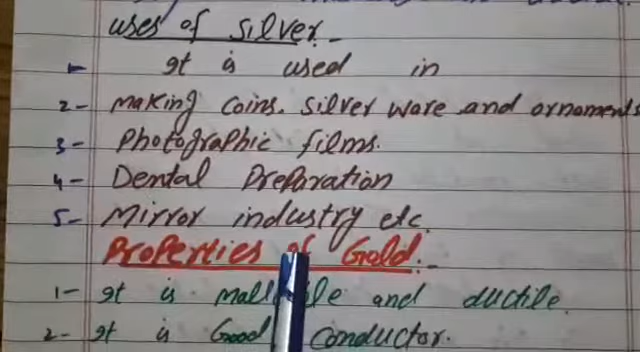 uses of silver.-
1- It is used in
2- Making coins, silver ware and ornaments
3- Photographic films.
4- Dental Preparation
5- Mirror industry etc.
Properties of Gold.-
1- It is and ductile.
2- It is Good conductor.